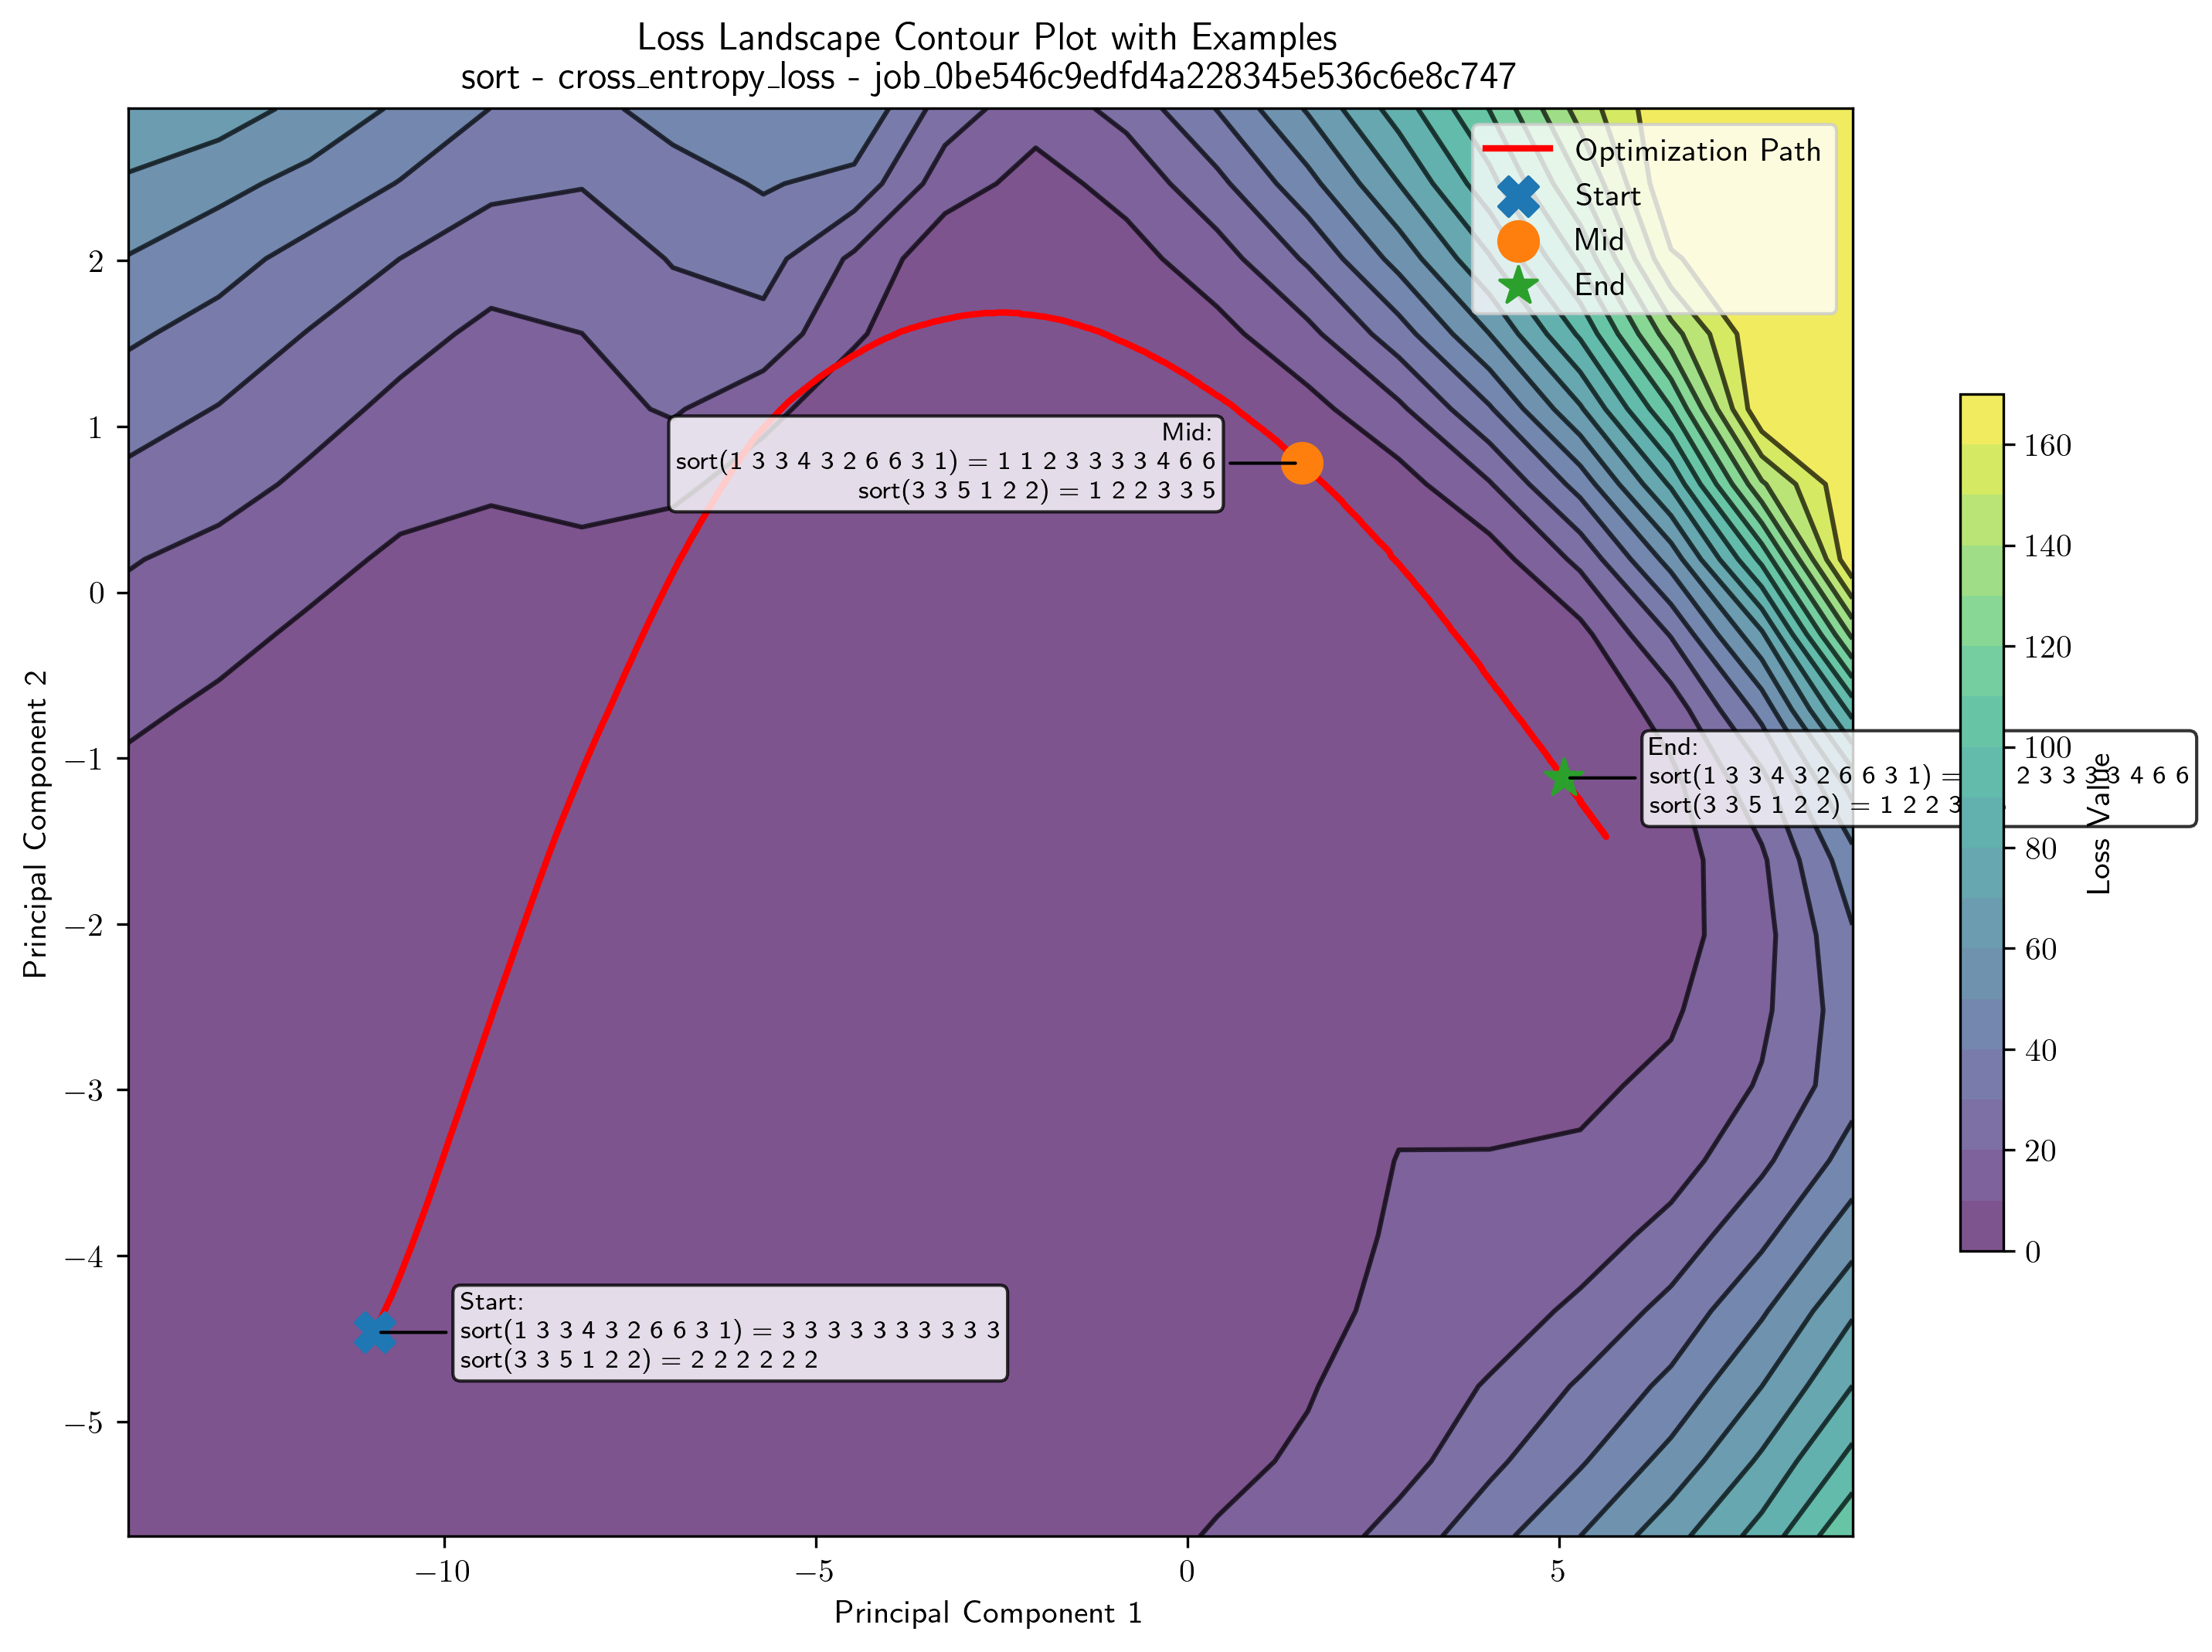 Loss Landscape Contour Plot with Examples
sort - cross_entropy_loss - job_0be546c9edfd4a228345e536c6e8c747
Optimization Path
Start
Mid
End
Mid:
sort(1 3 3 4 3 2 6 6 3 1) = 1 1 2 3 3 3 3 4 6 6
sort(3 3 5 1 2 2) = 1 2 2 3 3 5
End:
sort(1 3 3 4 3 2 6 6 3 1) = 2 3 3 3 3 4 6 6
sort(3 3 5 1 2 2) = 1 2 2 3
Start:
sort(1 3 3 4 3 2 6 6 3 1) = 3 3 3 3 3 3 3 3 3 3
sort(3 3 5 1 2 2) = 2 2 2 2 2 2
2
1
0
−1
−2
−3
−4
−5
Principal Component 2
−10
−5
0
5
Principal Component 1
160
140
120
100
80
60
40
20
0
Loss Value